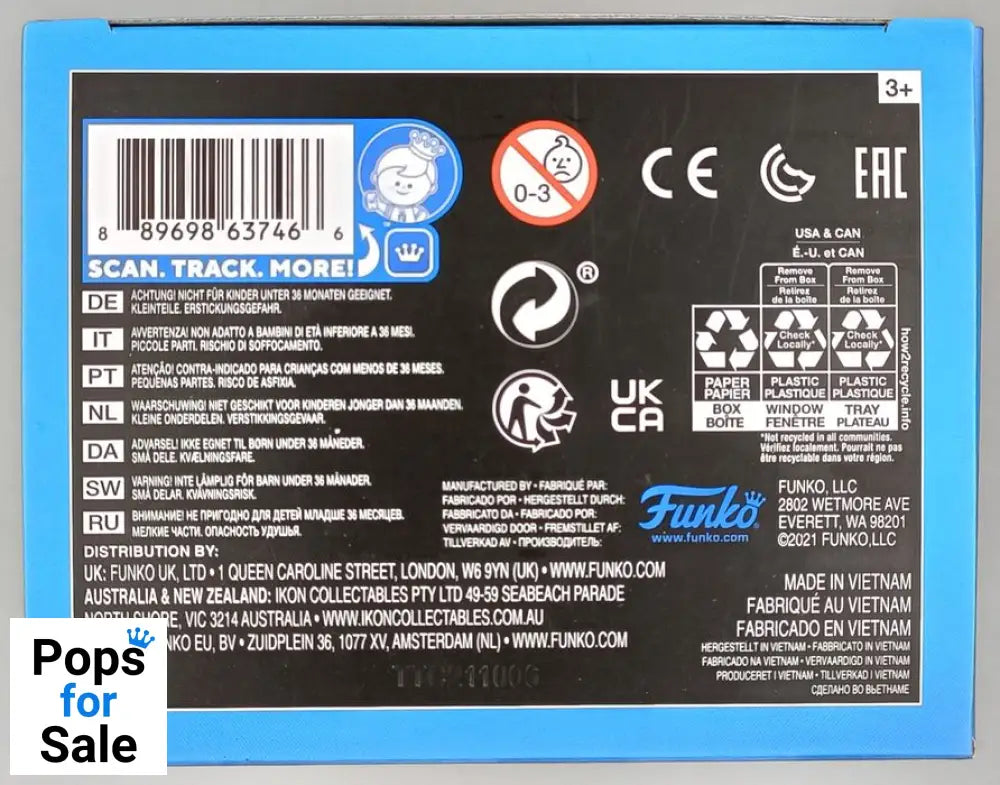 3+
8 89698 63746 6
SCAN. TRACK. MORE!
0-3
CE
EAC
®
UK
CA
USA & CAN
É.-U. et CAN
Remove From Box Retirez de la boîte
Remove From Box Retirez de la boîte
Check Locally*
Check Locally*
PAPER PAPIER
PLASTIC PLASTIQUE
PLASTIC PLASTIQUE
BOX BOÎTE
WINDOW FENÊTRE
TRAY PLATEAU
how2recycle.info
*Not recycled in all communities.
Vérifiez localement. Pourrait ne pas
être recyclable dans votre région.
DE ACHTUNG! NICHT FÜR KINDER UNTER 36 MONATEN GEEIGNET.
KLEINTEILE. ERSTICKUNGSGEFAHR.
IT AVVERTENZA! NON ADATTO A BAMBINI DI ETÀ INFERIORE A 36 MESI.
PICCOLE PARTI. RISCHIO DI SOFFOCAMENTO.
PT ATENÇÃO! CONTRA-INDICADO PARA CRIANÇAS COM MENOS DE 36 MESES.
PEQUENAS PARTES. RISCO DE ASFIXIA.
NL WAARSCHUWING! NIET GESCHIKT VOOR KINDEREN JONGER DAN 36 MAANDEN.
KLEINE ONDERDELEN. VERSTIKKINGSGEVAAR.
DA ADVARSEL! IKKE EGNET TIL BØRN UNDER 36 MÅNEDER.
SMÅ DELE. KVÆLNINGSFARE.
SW VARNING! INTE LÄMPLIG FÖR BARN UNDER 36 MÅNADER.
SMÅ DELAR. KVÄVNINGSRISK.
RU ВНИМАНИЕ! НЕ ПРИГОДНО ДЛЯ ДЕТЕЙ МЛАДШЕ 36 МЕСЯЦЕВ.
МЕЛКИЕ ЧАСТИ. ОПАСНОСТЬ УДУШЬЯ.
MANUFACTURED BY • FABRIQUÉ PAR:
FABRICADO POR • HERGESTELLT DURCH:
FABBRICATO DA • FABRICADO POR:
VERVAARDIGD DOOR • FREMSTILLET AF:
TILLVERKAD AV • ПРОИЗВОДИТЕЛЬ:
Funko
www.funko.com
FUNKO, LLC
2802 WETMORE AVE
EVERETT, WA 98201
©2021 FUNKO,LLC
DISTRIBUTION BY:
UK: FUNKO UK, LTD • 1 QUEEN CAROLINE STREET, LONDON, W6 9YN (UK) • WWW.FUNKO.COM
AUSTRALIA & NEW ZEALAND: IKON COLLECTABLES PTY LTD 49-59 SEABEACH PARADE
NORTH SHORE, VIC 3214 AUSTRALIA • WWW.IKONCOLLECTABLES.COM.AU
EU, BV • ZUIDPLEIN 36, 1077 XV, AMSTERDAM (NL) • WWW.FUNKO.COM
MADE IN VIETNAM
FABRIQUÉ AU VIETNAM
FABRICADO EN VIETNAM
HERGESTELLT IN VIETNAM • FABBRICATO IN VIETNAM
FABRICADO NA VIETNAM • VERVAARDIGD IN VIETNAM
PRODUCERET I VIETNAM • TILLVERKAD I VIETNAM
СДЕЛАНО ВО ВЬЕТНАМЕ
Pops
for
Sale